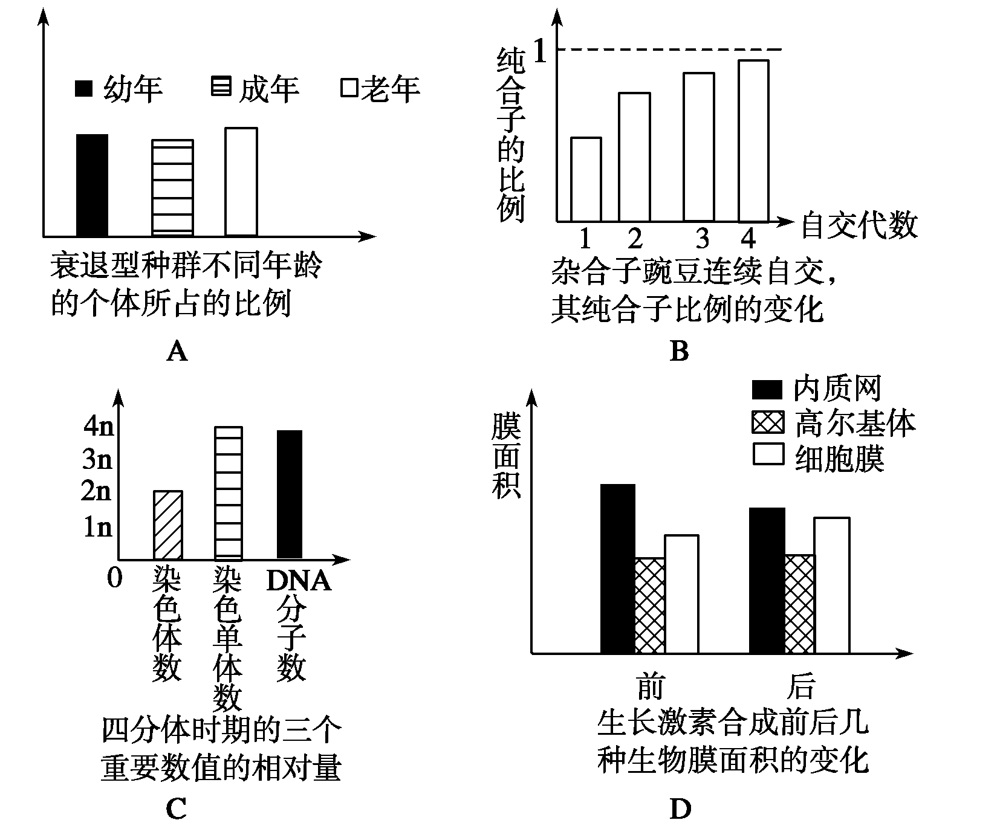 幼年 成年 老年
衰退型种群不同年龄
的个体所占的比例
A
纯合子的比例
1
1 2 3 4
自交代数
杂合子豌豆连续自交,
其纯合子比例的变化
B
4n
3n
2n
1n
0
染色体数
染色单体数
DNA分子数
四分体时期的三个
重要数值的相对量
C
内质网
高尔基体
细胞膜
膜面积
前 后
生长激素合成前后几
种生物膜面积的变化
D